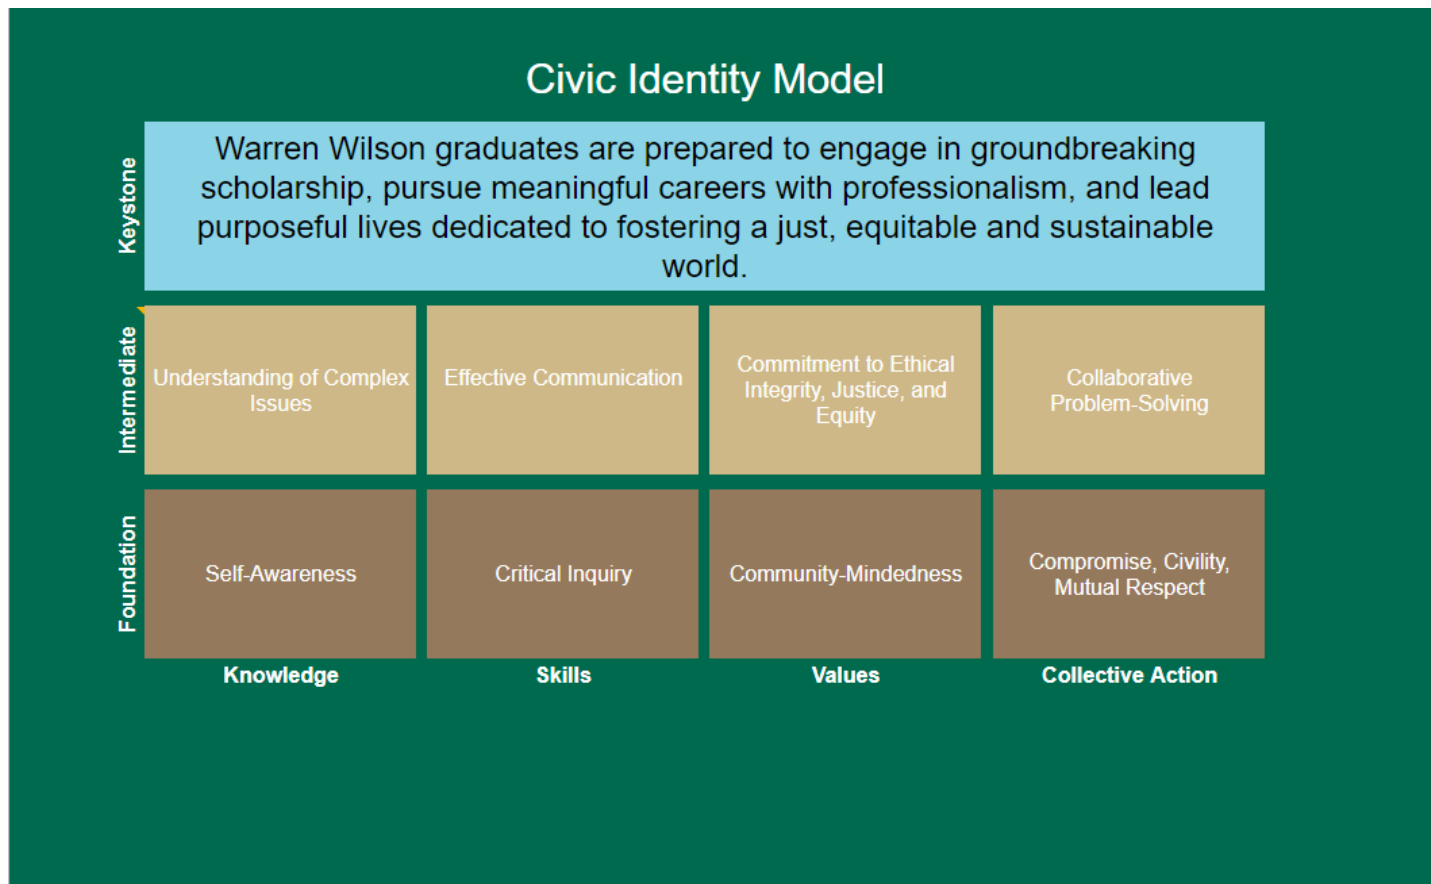 Civic Identity Model
Keystone
Warren Wilson graduates are prepared to engage in groundbreaking
scholarship, pursue meaningful careers with professionalism, and lead
purposeful lives dedicated to fostering a just, equitable and sustainable
world.
Intermediate
Understanding of Complex
Issues
Effective Communication
Commitment to Ethical
Integrity, Justice, and
Equity
Collaborative
Problem-Solving
Foundation
Self-Awareness
Critical Inquiry
Community-Mindedness
Compromise, Civility,
Mutual Respect
Knowledge
Skills
Values
Collective Action